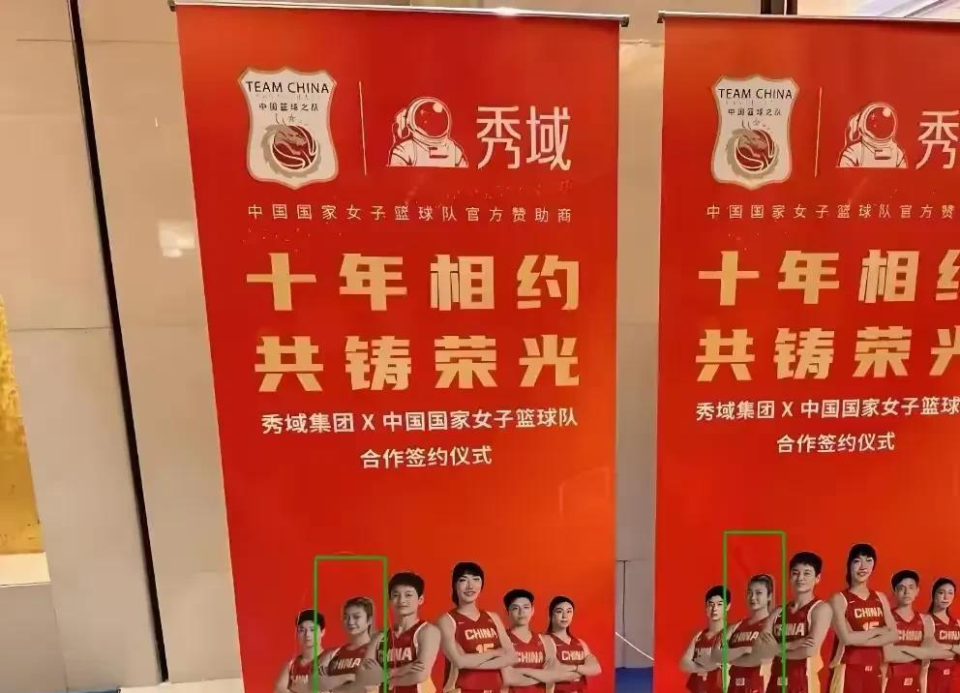 TEAM CHINA
中国篮球之队
秀域
中国国家女子篮球队官方赞助商
十年相约
共铸荣光
秀域集团 X 中国国家女子篮球队
合作签约仪式
CHINA
CHINA
CHINA
15
CHINA
CHINA
TEAM CHINA
中国篮球之队
秀
中国国家女子篮球队官方赞
十年相
共铸荣
秀域集团 X 中国国家女子篮球
合作签约仪式
CHINA
CHINA
15
CHINA
CHINA